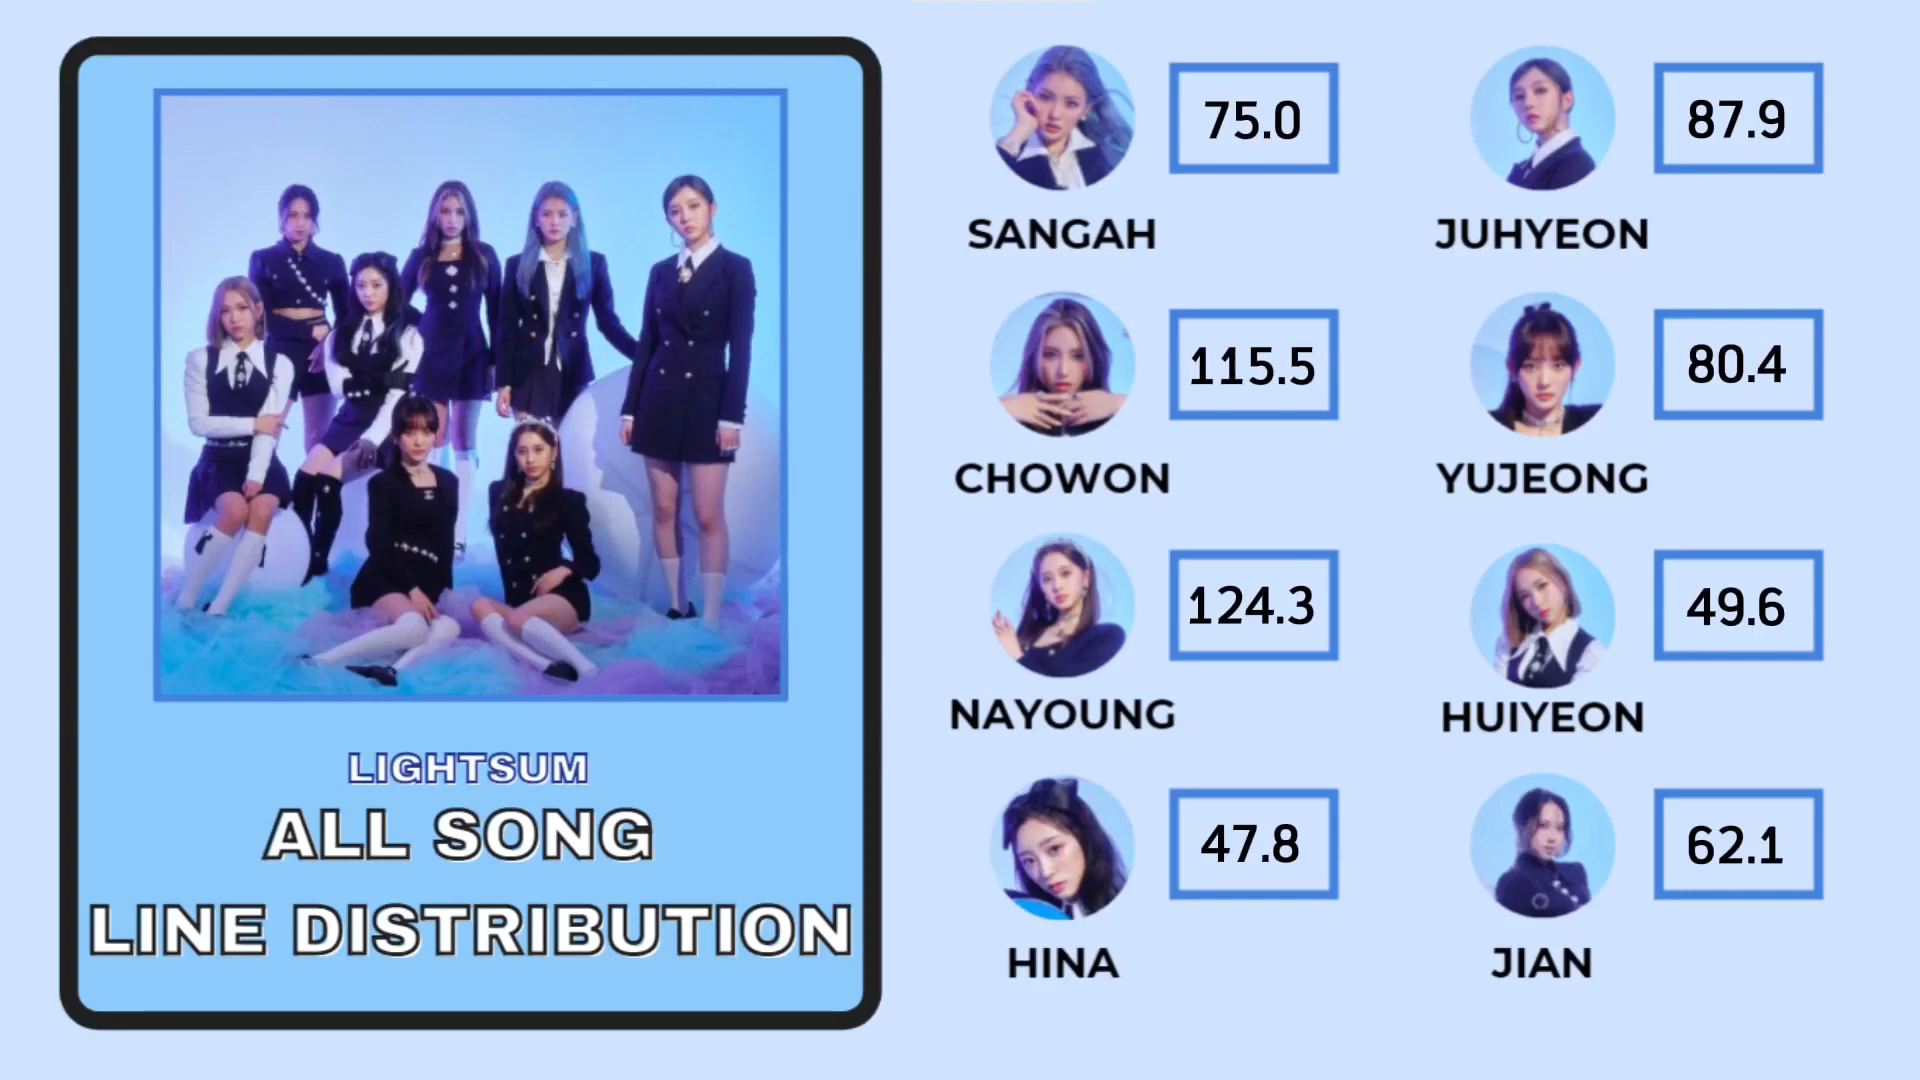 LIGHTSUM
ALL SONG
LINE DISTRIBUTION
75.0
SANGAH
87.9
JUHYEON
115.5
CHOWON
80.4
YUJEONG
124.3
NAYOUNG
49.6
HUIYEON
47.8
HINA
62.1
JIAN